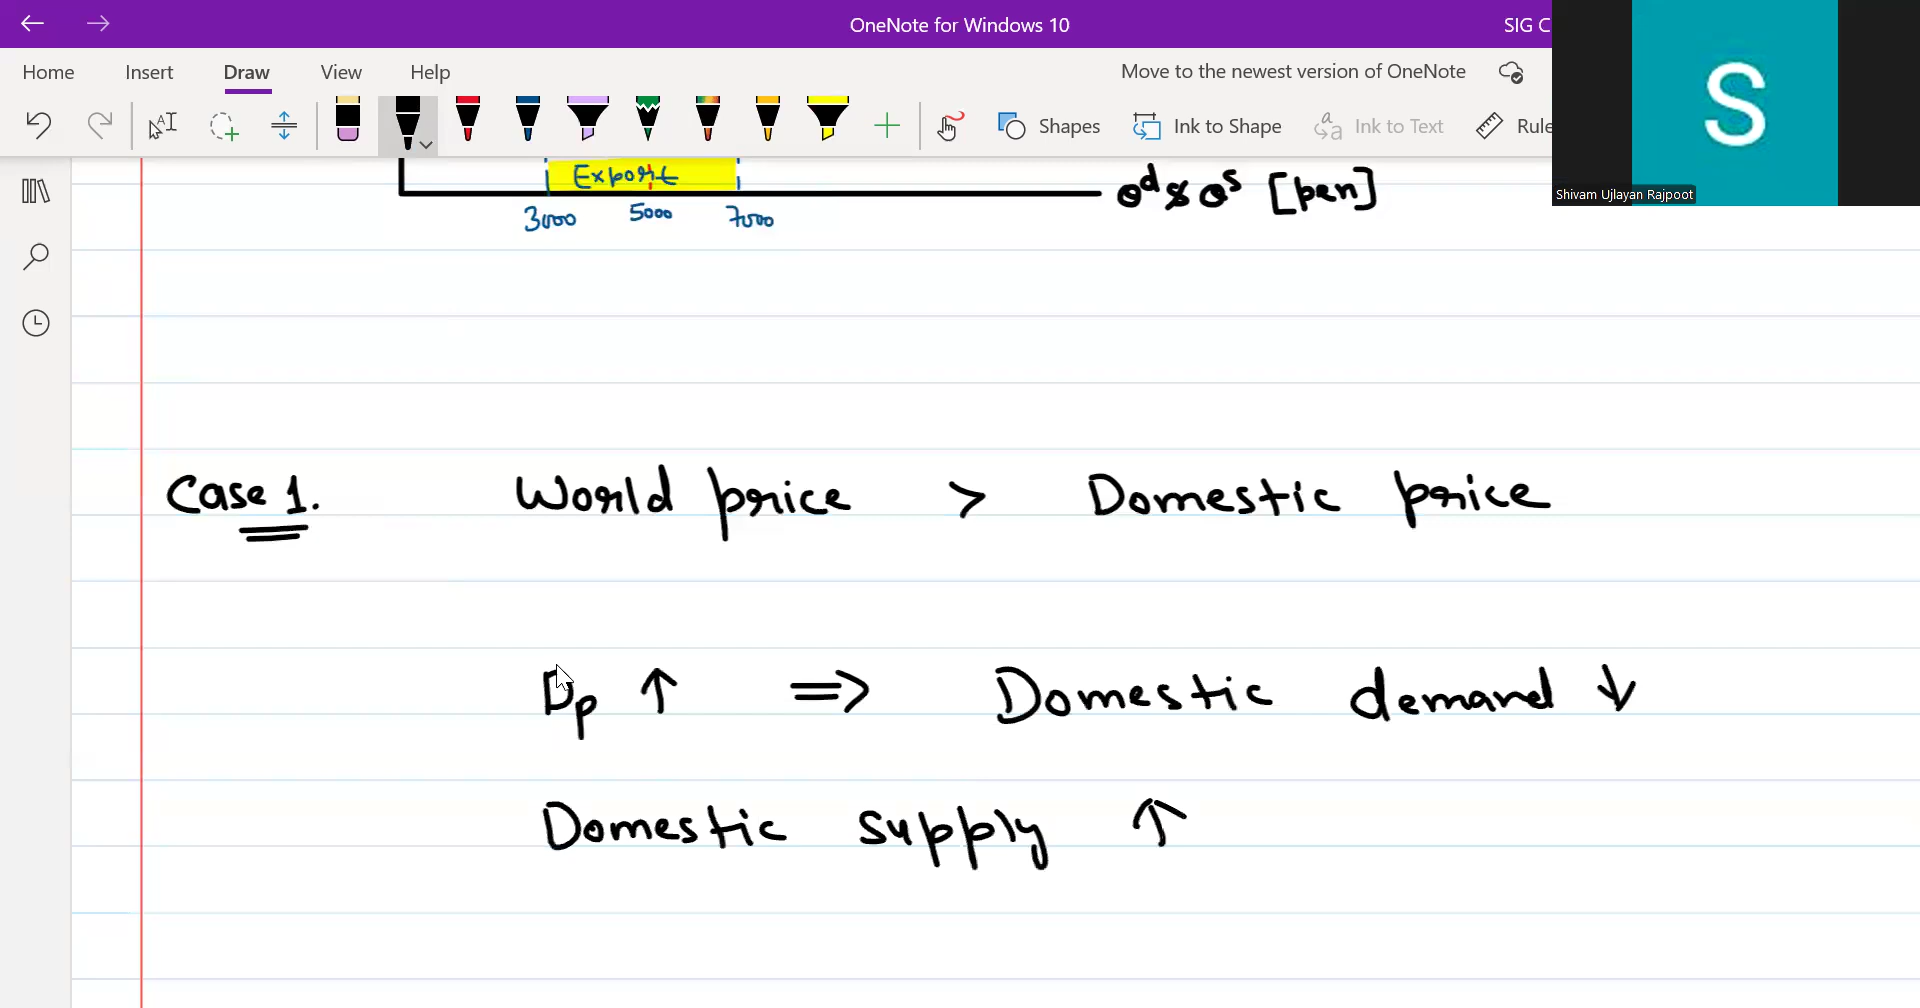 OneNote for Windows 10
SIG C
Home Insert Draw View Help
Move to the newest version of OneNote
Shapes Ink to Shape Ink to Text Rule
S
Shivam Ujlayan Rajpoot
Export
3000 5000 7000
Qd & Qs [pen]
Case 1. World price > Domestic price
Dp ↑ ⇒ Domestic demand ↓
Domestic supply ↑